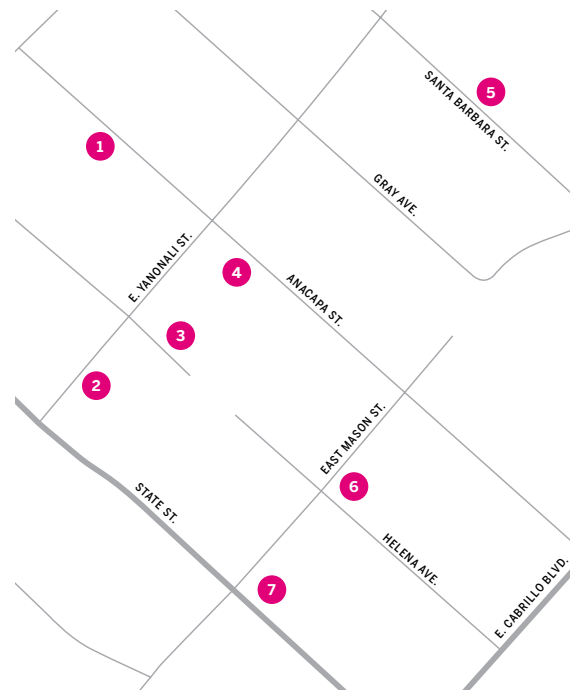 SANTA BARBARA ST.
5
1
GRAY AVE.
E. YANONALI ST.
4
ANACAPA ST.
3
2
EAST MASON ST.
6
STATE ST.
HELENA AVE.
7
E. CABRILLO BLVD.